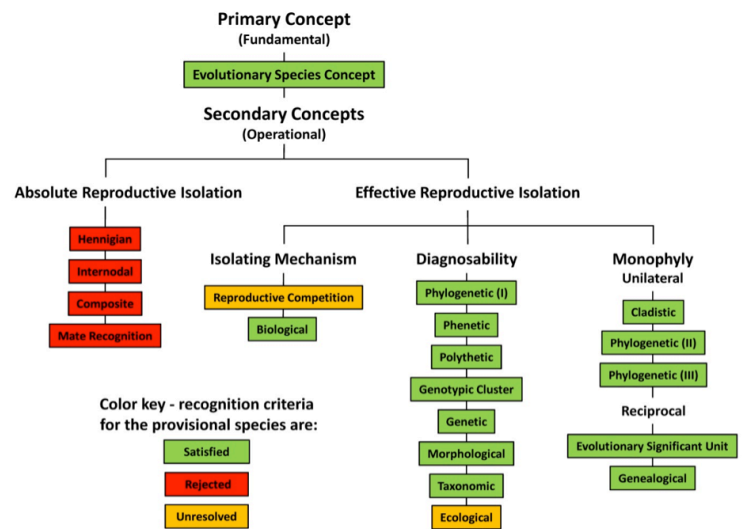 Primary Concept
(Fundamental)
Evolutionary Species Concept
Secondary Concepts
(Operational)
Absolute Reproductive Isolation
Effective Reproductive Isolation
Hennigian
Internodal
Composite
Mate Recognition
Isolating Mechanism
Reproductive Competition
Biological
Diagnosability
Phylogenetic (I)
Phenetic
Polythetic
Genotypic Cluster
Genetic
Morphological
Taxonomic
Ecological
Monophyly
Unilateral
Cladistic
Phylogenetic (II)
Phylogenetic (III)
Reciprocal
Evolutionary Significant Unit
Genealogical
Color key - recognition criteria
for the provisional species are:
Satisfied
Rejected
Unresolved